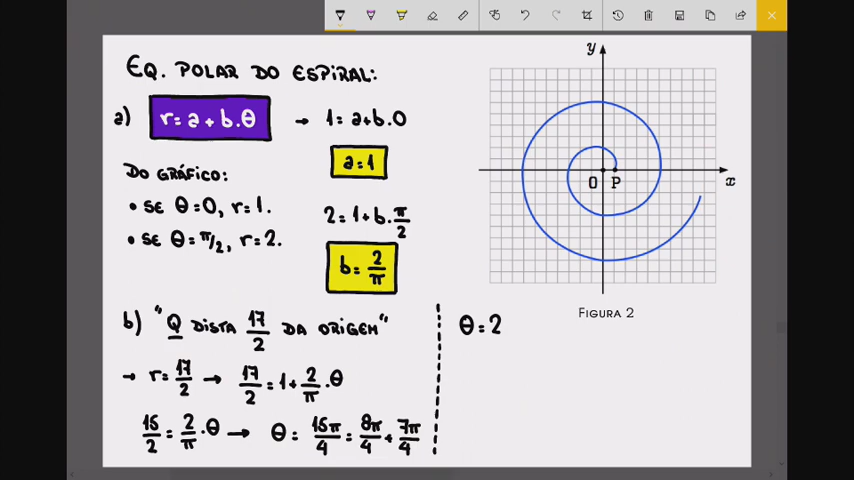 EQ. POLAR DO ESPIRAL:
a) r = a + b.θ → 1 = a+b.0
a = 1
DO GRÁFICO:
• SE θ=0, r=1.
2 = 1 + b.π/2
• SE θ=π/2, r=2.
b = 2/π
y
x
O P
FIGURA 2
b) "Q DISTA 17/2 DA ORIGEM"
→ r = 17/2 → 17/2 = 1 + 2/π.θ
15/2 = 2/π.θ → θ = 15π/4 = 8π/4 + 7π/4
θ = 2